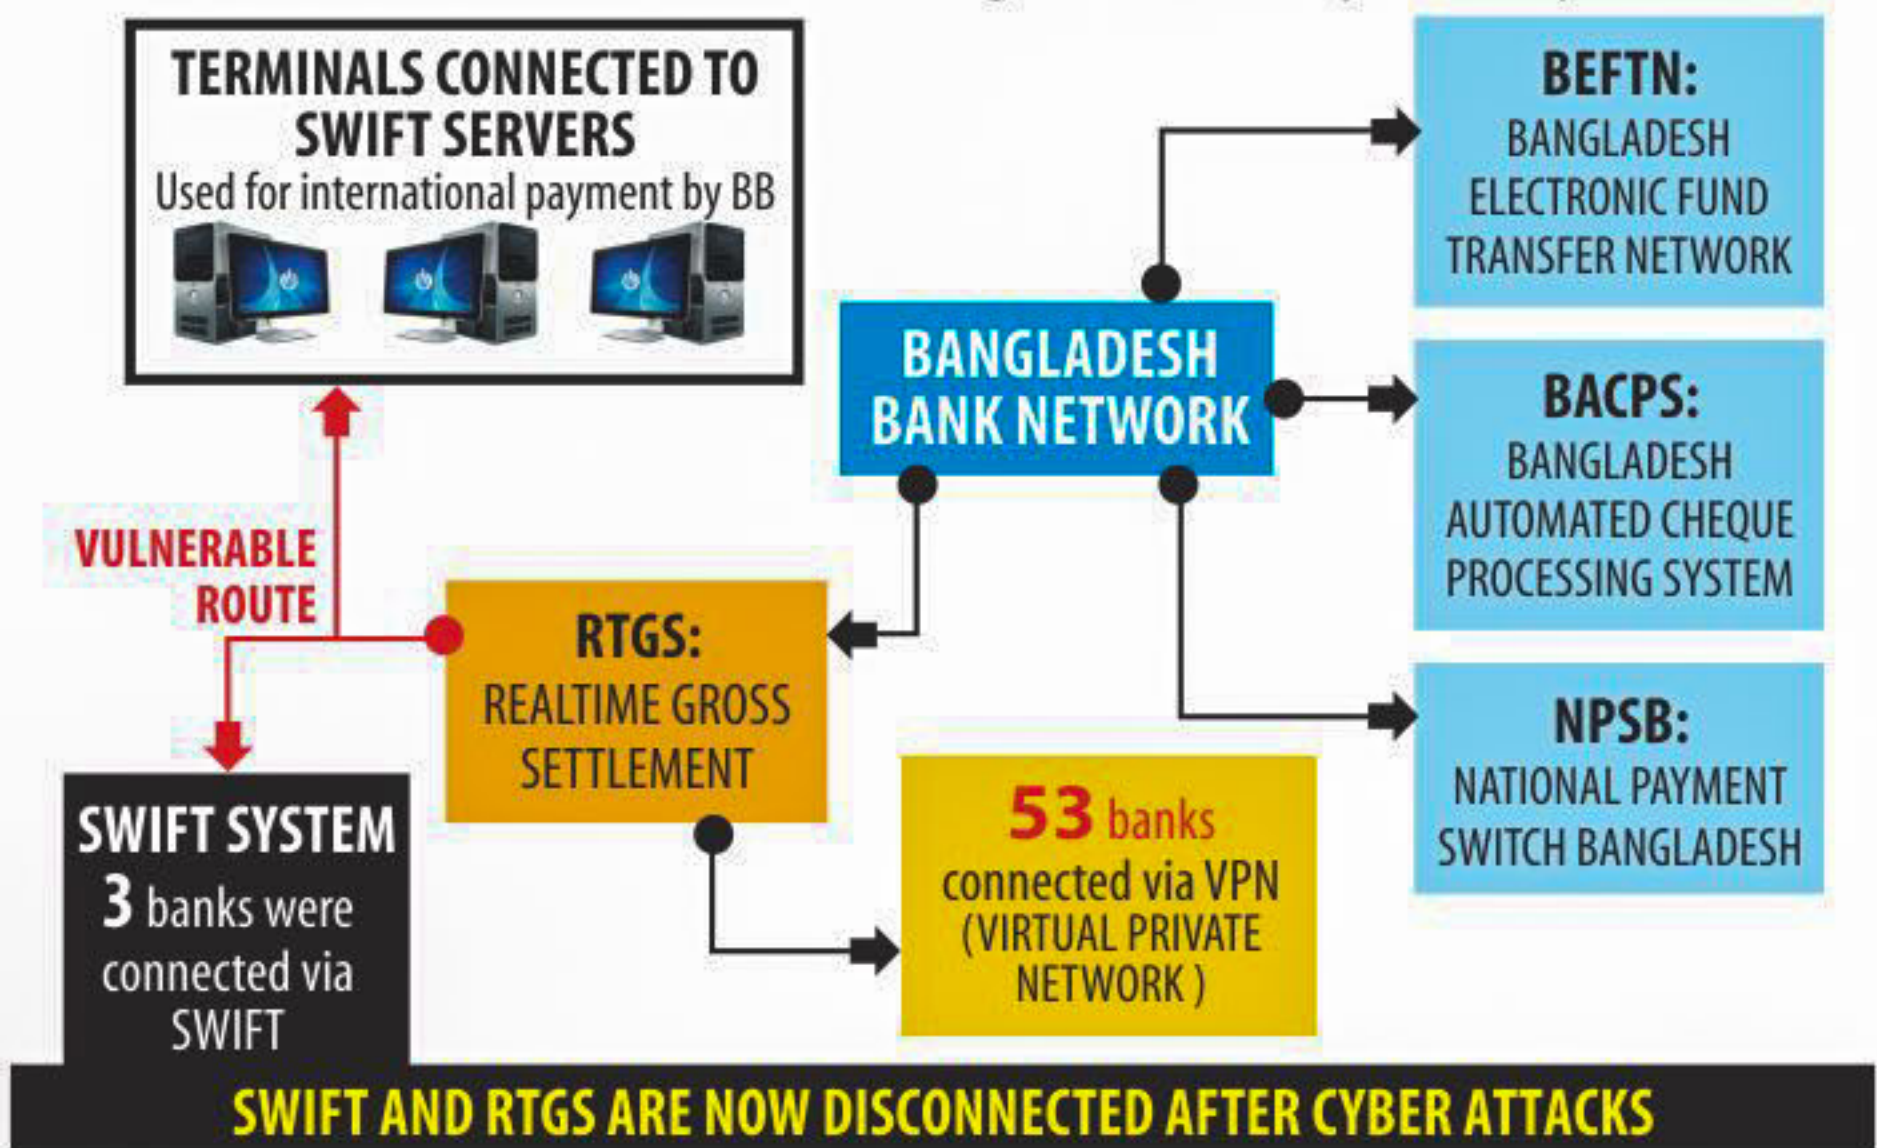 TERMINALS CONNECTED TO
SWIFT SERVERS
Used for international payment by BB
BEFTN:
BANGLADESH
ELECTRONIC FUND
TRANSFER NETWORK
BANGLADESH
BANK NETWORK
BACPS:
BANGLADESH
AUTOMATED CHEQUE
PROCESSING SYSTEM
VULNERABLE
ROUTE
RTGS:
REALTIME GROSS
SETTLEMENT
NPSB:
NATIONAL PAYMENT
SWITCH BANGLADESH
53 banks
connected via VPN
(VIRTUAL PRIVATE
NETWORK )
SWIFT SYSTEM
3 banks were
connected via
SWIFT
SWIFT AND RTGS ARE NOW DISCONNECTED AFTER CYBER ATTACKS